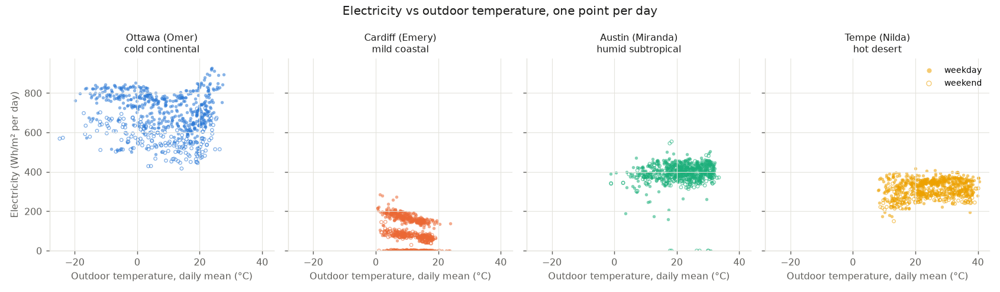 Electricity vs outdoor temperature, one point per day
Ottawa (Omer)
cold continental
Cardiff (Emery)
mild coastal
Austin (Miranda)
humid subtropical
Tempe (Nilda)
hot desert
weekday
weekend
Electricity (Wh/m² per day)
800
600
400
200
0
−20 0 20 40
−20 0 20 40
−20 0 20 40
−20 0 20 40
Outdoor temperature, daily mean (°C)
Outdoor temperature, daily mean (°C)
Outdoor temperature, daily mean (°C)
Outdoor temperature, daily mean (°C)